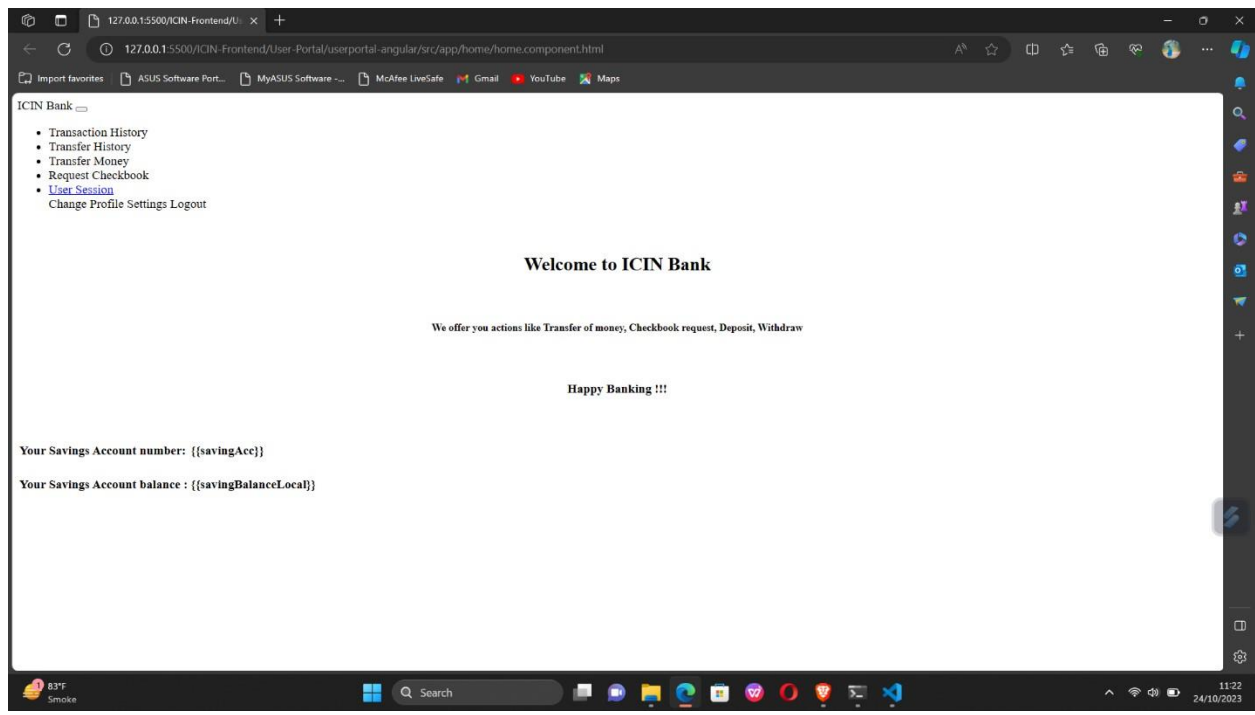 127.0.0.1:5500/ICIN-Frontend/U
127.0.0.1:5500/ICIN-Frontend/User-Portal/userportal-angular/src/app/home/home.component.html
Import favorites ASUS Software Port... MyASUS Software -... McAfee LiveSafe Gmail YouTube Maps
ICIN Bank
• Transaction History
• Transfer History
• Transfer Money
• Request Checkbook
• User Session
Change Profile Settings Logout
Welcome to ICIN Bank
We offer you actions like Transfer of money, Checkbook request, Deposit, Withdraw
Happy Banking !!!
Your Savings Account number: {{savingAcc}}
Your Savings Account balance : {{savingBalanceLocal}}
1 83°F
Smoke
Search
11:22
24/10/2023